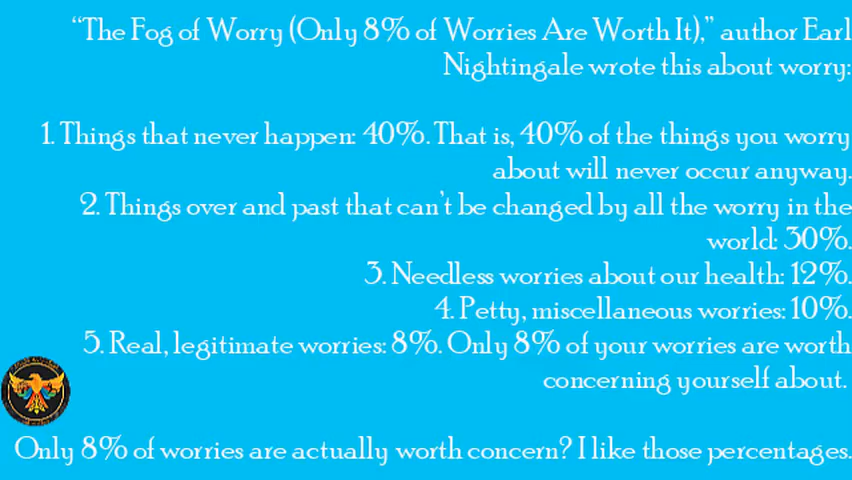 “The Fog of Worry (Only 8% of Worries Are Worth It),” author Earl
Nightingale wrote this about worry:
1. Things that never happen: 40%. That is, 40% of the things you worry
about will never occur anyway.
2. Things over and past that can't be changed by all the worry in the
world: 30%.
3. Needless worries about our health: 12%.
4. Petty, miscellaneous worries: 10%.
5. Real, legitimate worries: 8%. Only 8% of your worries are worth
concerning yourself about.
Only 8% of worries are actually worth concern? I like those percentages.